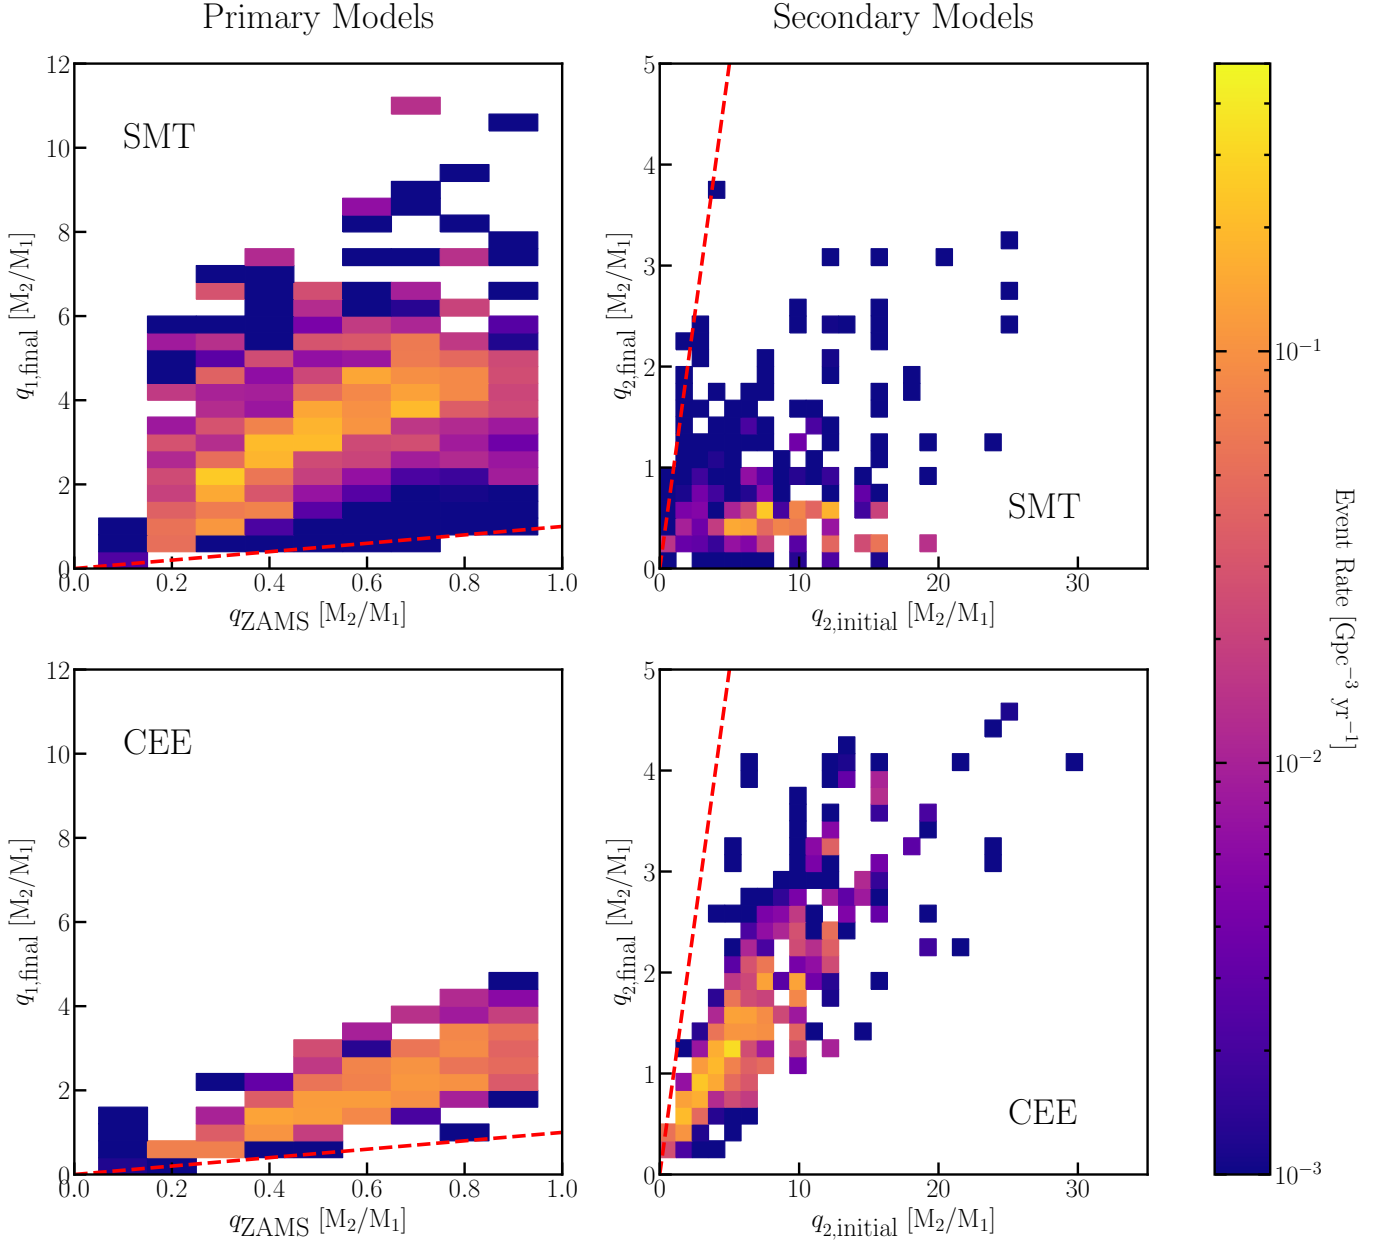 Primary Models
Secondary Models
12
10
8
6
4
2
0
q1,final [M2/M1]
SMT
0.0 0.2 0.4 0.6 0.8 1.0
qZAMS [M2/M1]
5
4
3
2
1
0
q2,final [M2/M1]
SMT
0 10 20 30
q2,initial [M2/M1]
12
10
8
6
4
2
0
q1,final [M2/M1]
CEE
0.0 0.2 0.4 0.6 0.8 1.0
qZAMS [M2/M1]
5
4
3
2
1
0
q2,final [M2/M1]
CEE
0 10 20 30
q2,initial [M2/M1]
10−1
10−2
10−3
Event Rate [Gpc−3 yr−1]